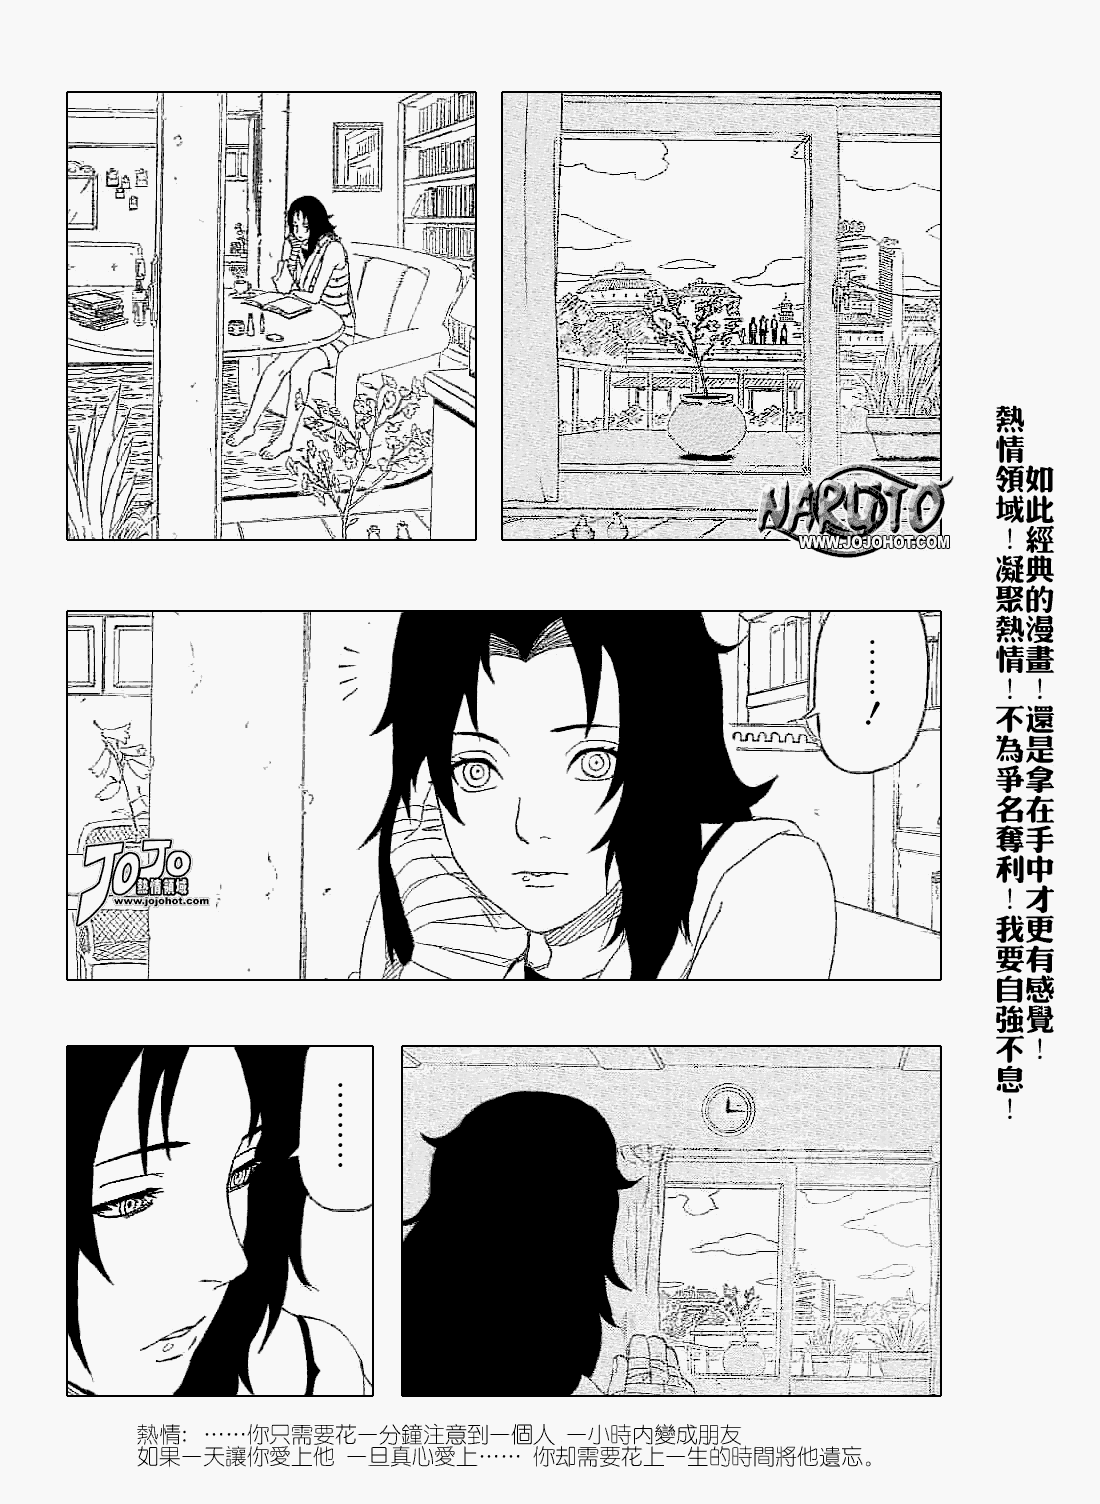 如此經典的漫畫！還是拿在手中才更有感覺！
熱情領域！凝聚熱情！不為爭名奪利！我要自強不息！
NARUTO
WWW.JOJOHOT.COM
……！
JOJO
熱情領域
www.jojohot.com
………
熱情: ……你只需要花一分鐘注意到一個人 一小時內變成朋友
如果一天讓你愛上他 一旦真心愛上…… 你却需要花上一生的時間將他遺忘。